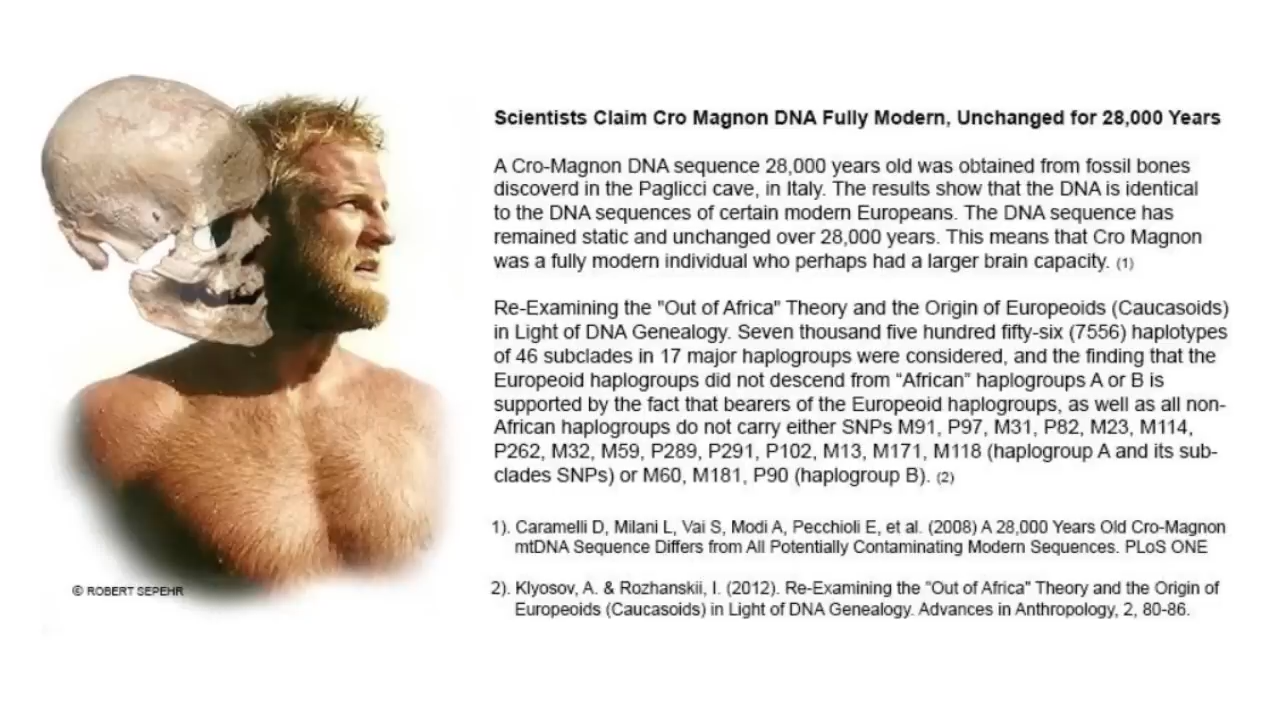 Scientists Claim Cro Magnon DNA Fully Modern, Unchanged for 28,000 Years
A Cro-Magnon DNA sequence 28,000 years old was obtained from fossil bones
discoverd in the Paglicci cave, in Italy. The results show that the DNA is identical
to the DNA sequences of certain modern Europeans. The DNA sequence has
remained static and unchanged over 28,000 years. This means that Cro Magnon
was a fully modern individual who perhaps had a larger brain capacity. (1)
Re-Examining the "Out of Africa" Theory and the Origin of Europeoids (Caucasoids)
in Light of DNA Genealogy. Seven thousand five hundred fifty-six (7556) haplotypes
of 46 subclades in 17 major haplogroups were considered, and the finding that the
Europeoid haplogroups did not descend from “African” haplogroups A or B is
supported by the fact that bearers of the Europeoid haplogroups, as well as all non-
African haplogroups do not carry either SNPs M91, P97, M31, P82, M23, M114,
P262, M32, M59, P289, P291, P102, M13, M171, M118 (haplogroup A and its sub-
clades SNPs) or M60, M181, P90 (haplogroup B). (2)
1). Caramelli D, Milani L, Vai S, Modi A, Pecchioli E, et al. (2008) A 28,000 Years Old Cro-Magnon
mtDNA Sequence Differs from All Potentially Contaminating Modern Sequences. PLoS ONE
2). Klyosov, A. & Rozhanskii, I. (2012). Re-Examining the "Out of Africa" Theory and the Origin of
Europeoids (Caucasoids) in Light of DNA Genealogy. Advances in Anthropology, 2, 80-86.
© ROBERT SEPEHR